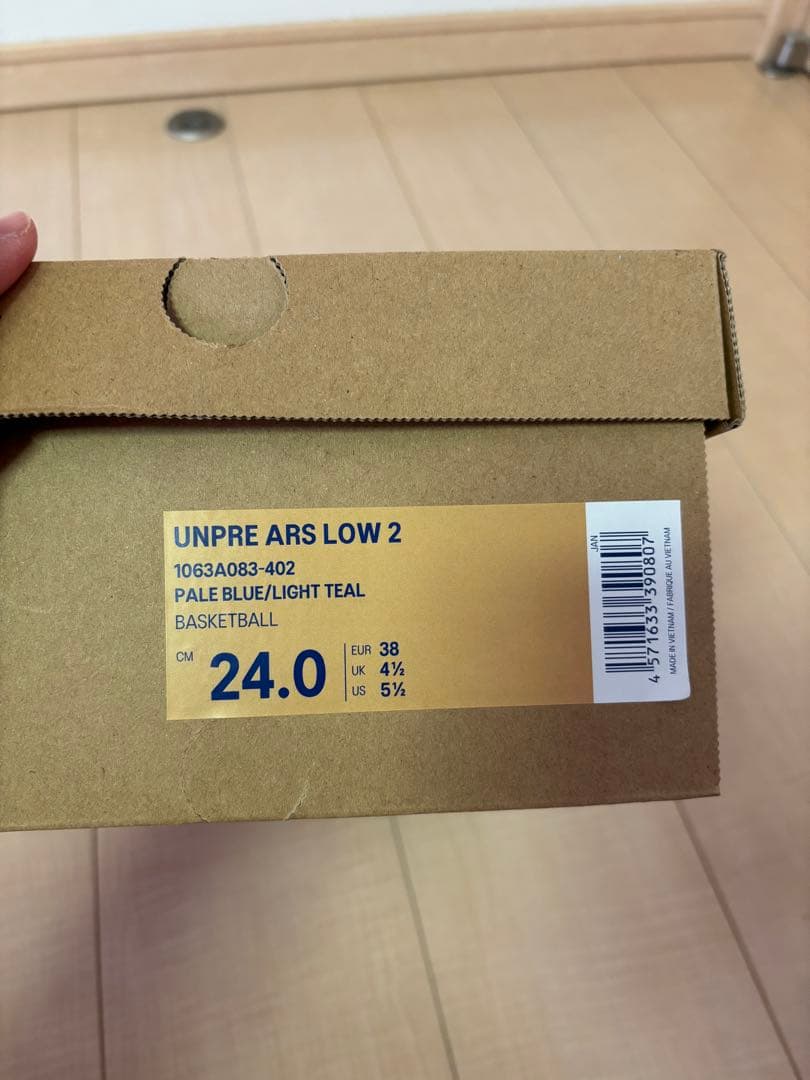 UNPRE ARS LOW 2
1063A083-402
PALE BLUE/LIGHT TEAL
BASKETBALL
CM 24.0
EUR 38
UK 4½
US 5½
JAN
4 571633 390807
MADE IN VIETNAM / FABRIQUE AU VIETNAM